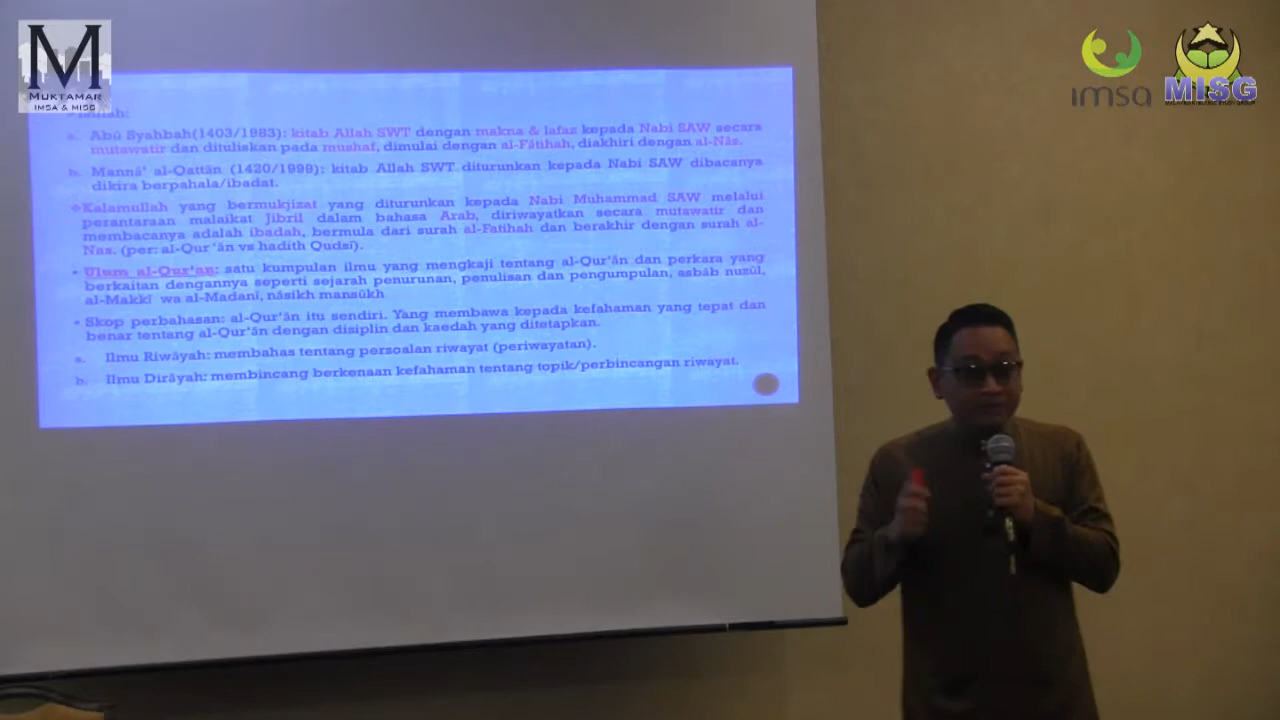 M
MUKTAMAR
IMSA & MISG
imsa
MISG
a. Abū Syahbah(1403/1983): kitab Allah SWT dengan makna & lafaz kepada Nabi SAW secara
mutawatir dan dituliskan pada mushaf, dimulai dengan al-Fātihah, diakhiri dengan al-Nās.
b. Mannā' al-Qattān (1420/1999): kitab Allah SWT diturunkan kepada Nabi SAW dibacanya
dikira berpahala/ibadat.
❖Kalamullah yang bermukjizat yang diturunkan kepada Nabi Muhammad SAW melalui
perantaraan malaikat Jibril dalam bahasa Arab, diriwayatkan secara mutawatir dan
membacanya adalah ibadah, bermula dari surah al-Fatihah dan berakhir dengan surah al-
Nas. (per: al-Qur'ān vs hadith Qudsī).
• Ulum al-Qur'an: satu kumpulan ilmu yang mengkaji tentang al-Qur'ān dan perkara yang
berkaitan dengannya seperti sejarah penurunan, penulisan dan pengumpulan, asbāb nuzūl,
al-Makkī wa al-Madanī, nāsikh mansūkh
• Skop perbahasan: al-Qur'ān itu sendiri. Yang membawa kepada kefahaman yang tepat dan
benar tentang al-Qur'ān dengan disiplin dan kaedah yang ditetapkan.
a. Ilmu Riwāyah: membahas tentang persoalan riwayat (periwayatan).
b. Ilmu Dirāyah: membincang berkenaan kefahaman tentang topik/perbincangan riwayat.